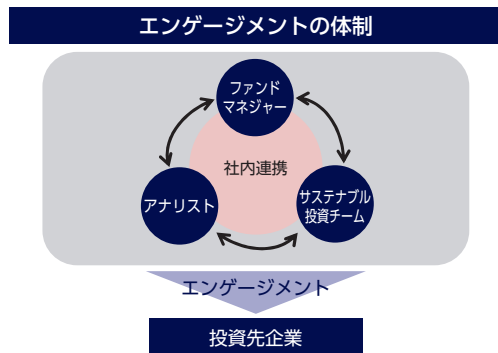 エンゲージメントの体制
ファンド
マネジャー
社内連携
アナリスト
サステナブル
投資チーム
エンゲージメント
投資先企業